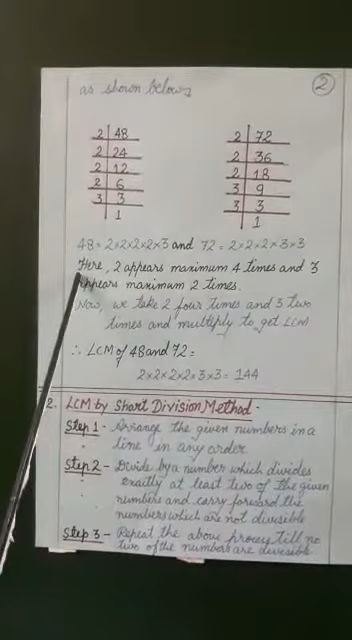 as shown below,
2
2 | 48
2 | 24
2 | 12
2 | 6
3 | 3
1
2 | 72
2 | 36
2 | 18
3 | 9
3 | 3
1
48 = 2×2×2×2×3 and 72 = 2×2×2×3×3
Here, 2 appears maximum 4 times and 3
appears maximum 2 times.
Now, we take 2 four times and 3 two
times and multiply to get LCM
∴ LCM of 48 and 72 =
2×2×2×2×3×3 = 144
2. LCM by Short Division Method -
Step 1 - Arrange the given numbers in a
line in any order.
Step 2 - Divide by a number which divides
exactly at least two of the given
numbers and carry forward the
numbers which are not divisible
Step 3 - Repeat the above process till no
two of the numbers are divisible